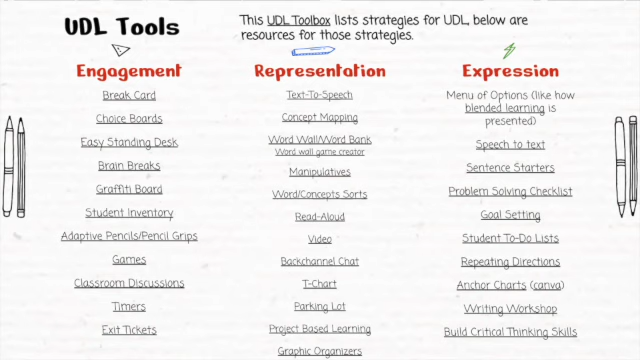 UDL Tools
This UDL Toolbox lists strategies for UDL, below are
resources for those strategies.
Engagement
Break Card
Choice Boards
Easy Standing Desk
Brain Breaks
Graffiti Board
Student Inventory
Adaptive Pencils/Pencil Grips
Games
Classroom Discussions
Timers
Exit Tickets
Representation
Text-To-Speech
Concept Mapping
Word Wall/Word Bank
Word wall game creator
Manipulatives
Word/Concepts Sorts
Read-Aloud
Video
Backchannel Chat
T-Chart
Parking Lot
Project Based Learning
Graphic Organizers
Expression
Menu of Options (like how
blended learning is
presented)
Speech to text
Sentence Starters
Problem Solving Checklist
Goal Setting
Student To-Do Lists
Repeating Directions
Anchor Charts (canva)
Writing Workshop
Build Critical Thinking Skills